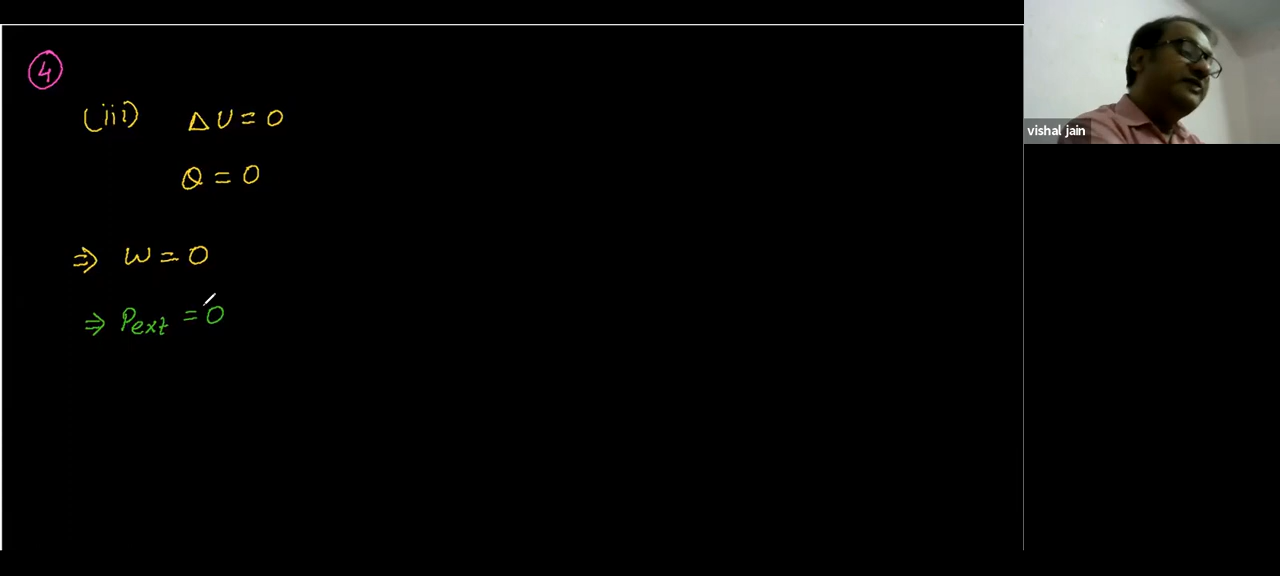 4
(iii) ΔU = 0
Q = 0
⇒ W = 0
⇒ Pext = 0
vishal jain